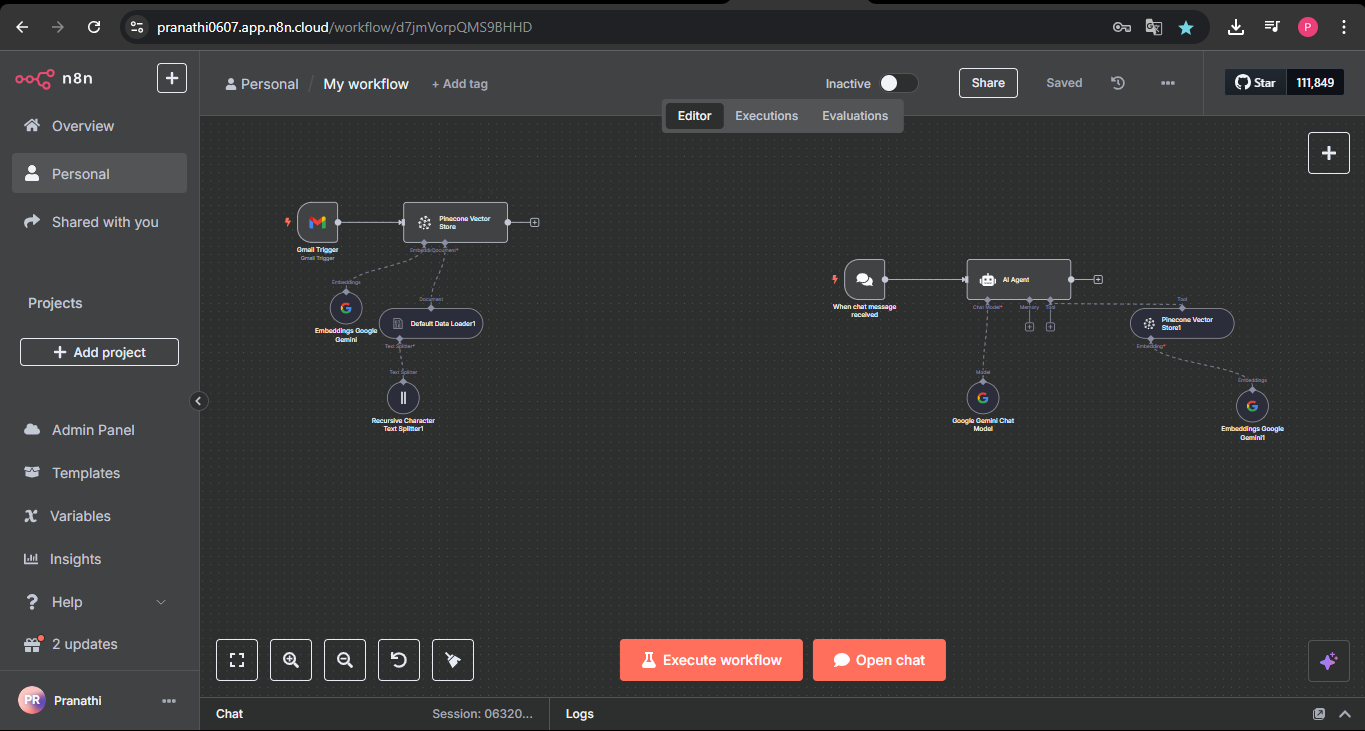 pranathi0607.app.n8n.cloud/workflow/d7jmVorpQMS9BHHD
P
n8n
Personal / My workflow + Add tag
Inactive
Share
Saved
Star 111,849
Editor Executions Evaluations
Overview
Personal
Shared with you
Projects
Add project
Admin Panel
Templates
Variables
Insights
Help
2 updates
PR Pranathi
Gmail Trigger
Gmail Trigger
Pinecone Vector
Store
Embeddings
Embeddings Google
Gemini
Document
Default Data Loader1
Text Splitter*
Text Splitter
Recursive Character
Text Splitter1
When chat message
received
AI Agent
Chat Model*
Memory
Tool
Tool
Pinecone Vector
Store1
Embedding*
Model
Google Gemini Chat
Model
Embeddings
Embeddings Google
Gemini1
Execute workflow
Open chat
Chat
Session: 06320...
Logs